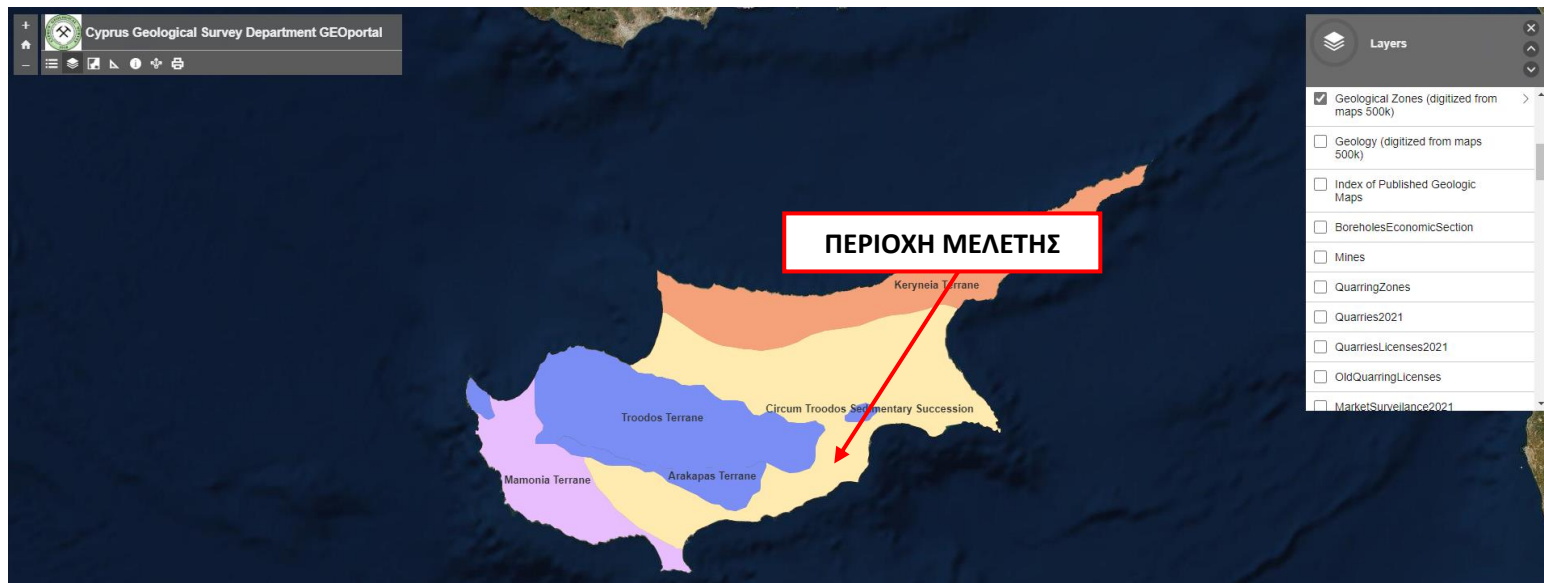 Cyprus Geological Survey Department GEOportal
Layers
Geological Zones (digitized from
maps 500k)
Geology (digitized from maps
500k)
Index of Published Geologic
Maps
BoreholesEconomicSection
Mines
QuarringZones
Quarries2021
QuarriesLicenses2021
OldQuarringLicenses
MarketSurveilance2021
ΠΕΡΙΟΧΗ ΜΕΛΕΤΗΣ
Keryneia Terrane
Circum Troodos Sedimentary Succession
Troodos Terrane
Arakapas Terrane
Mamonia Terrane